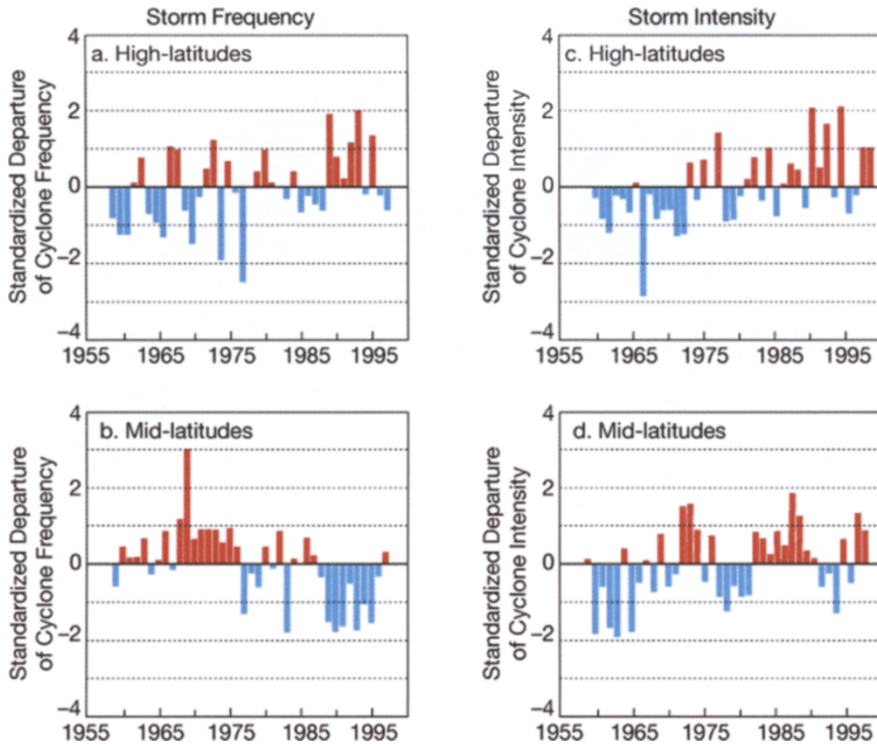 Storm Frequency
Storm Intensity
Standardized Departure
of Cyclone Frequency
a. High-latitudes
4
2
0
−2
−4
1955 1965 1975 1985 1995
Standardized Departure
of Cyclone Intensity
c. High-latitudes
4
2
0
−2
−4
1955 1965 1975 1985 1995
Standardized Departure
of Cyclone Frequency
b. Mid-latitudes
4
2
0
−2
−4
1955 1965 1975 1985 1995
Standardized Departure
of Cyclone Intensity
d. Mid-latitudes
4
2
0
−2
−4
1955 1965 1975 1985 1995